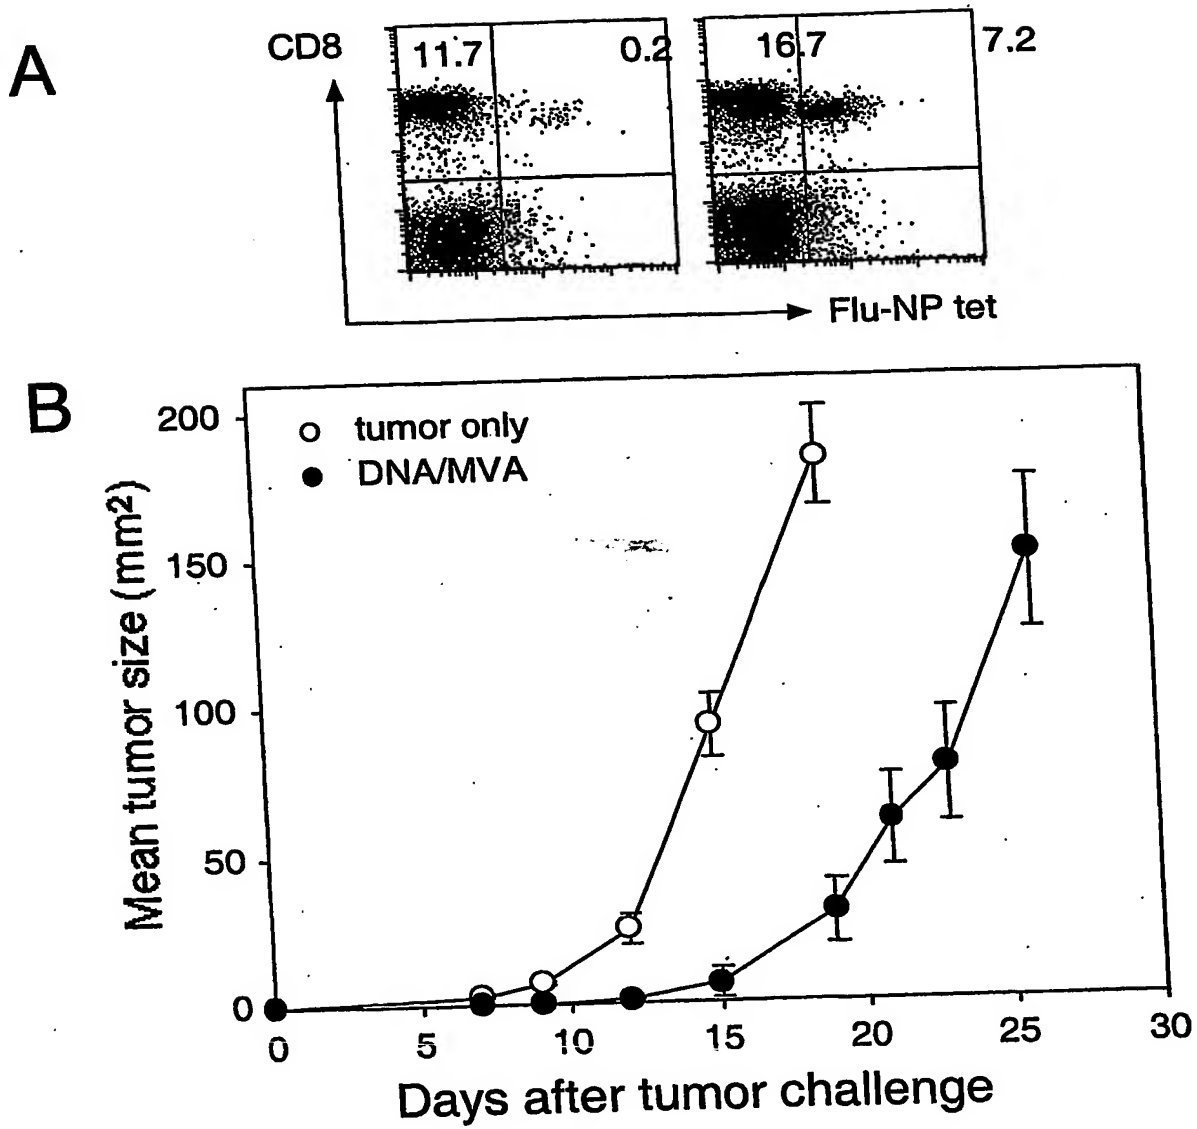 A
CD8
11.7
0.2
16.7
7.2
Flu-NP tet
B
tumor only
DNA/MVA
Mean tumor size (mm²)
200
150
100
50
0
0
5
10
15
20
25
30
Days after tumor challenge